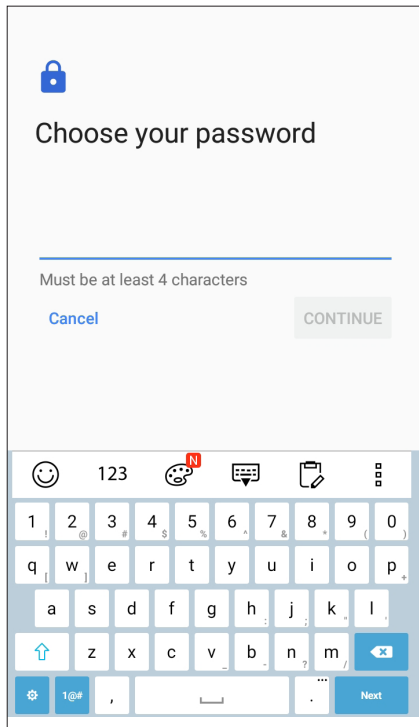 Choose your password
Must be at least 4 characters
Cancel CONTINUE
123 N
1 ! 2 @ 3 # 4 $ 5 % 6 ^ 7 & 8 * 9 ( 0 )
q [ w ] e r t y u i o p +
a s d f g h : j ; k " l '
z x c v _ b - n ? m /
1@# , . ... Next